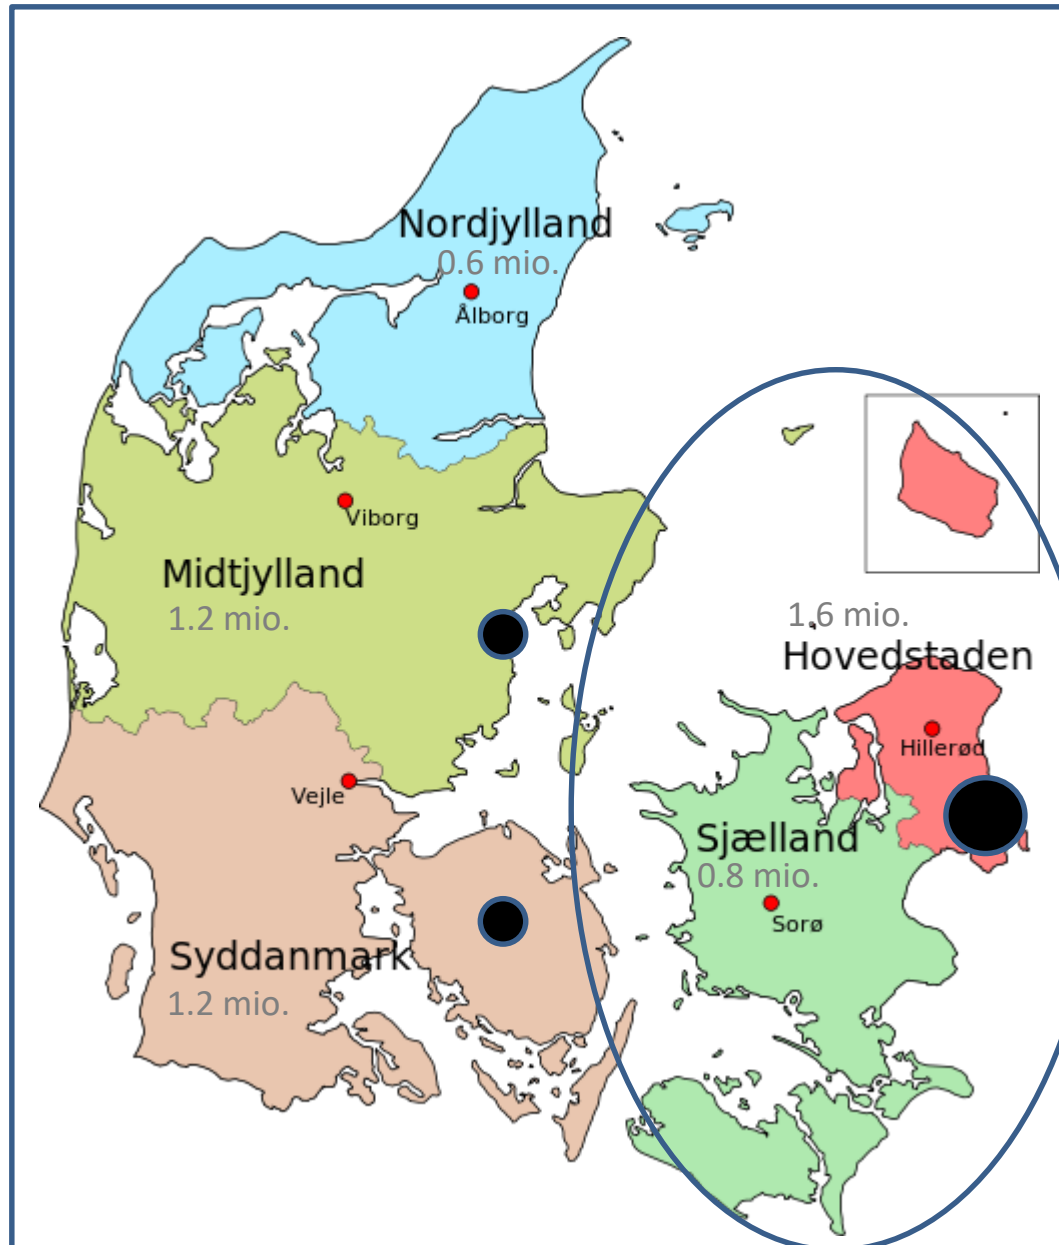 Nordjylland
0.6 mio.
Ålborg
Viborg
Midtjylland
1.2 mio.
1.6 mio.
Hovedstaden
Hillerød
Vejle
Sjælland
0.8 mio.
Sorø
Syddanmark
1.2 mio.